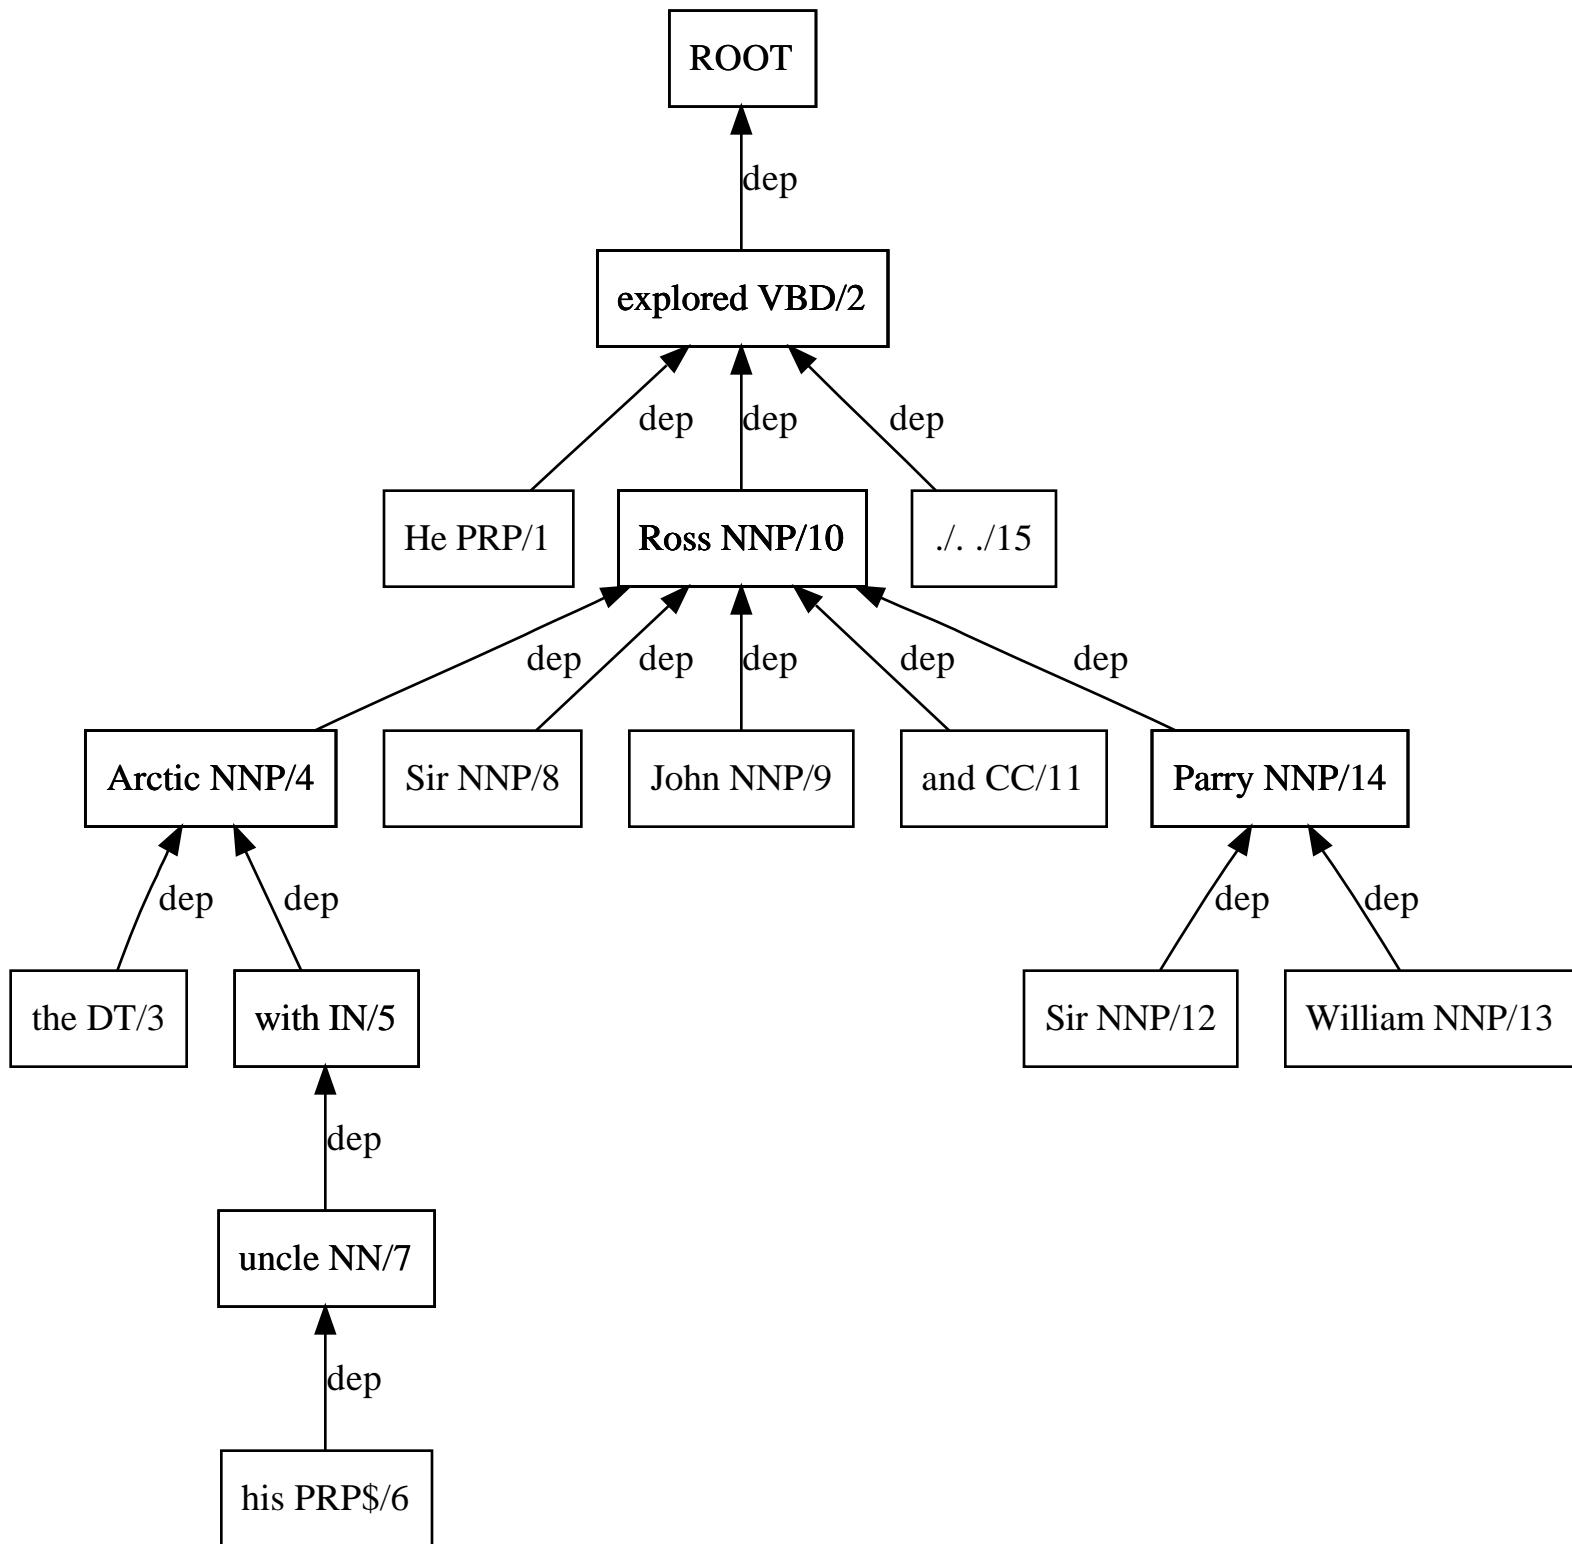 ROOT
dep
explored VBD/2
dep dep dep
He PRP/1 Ross NNP/10 ./. ./15
dep dep dep dep dep
Arctic NNP/4 Sir NNP/8 John NNP/9 and CC/11 Parry NNP/14
dep dep dep dep
the DT/3 with IN/5 Sir NNP/12 William NNP/13
dep
uncle NN/7
dep
his PRP$/6